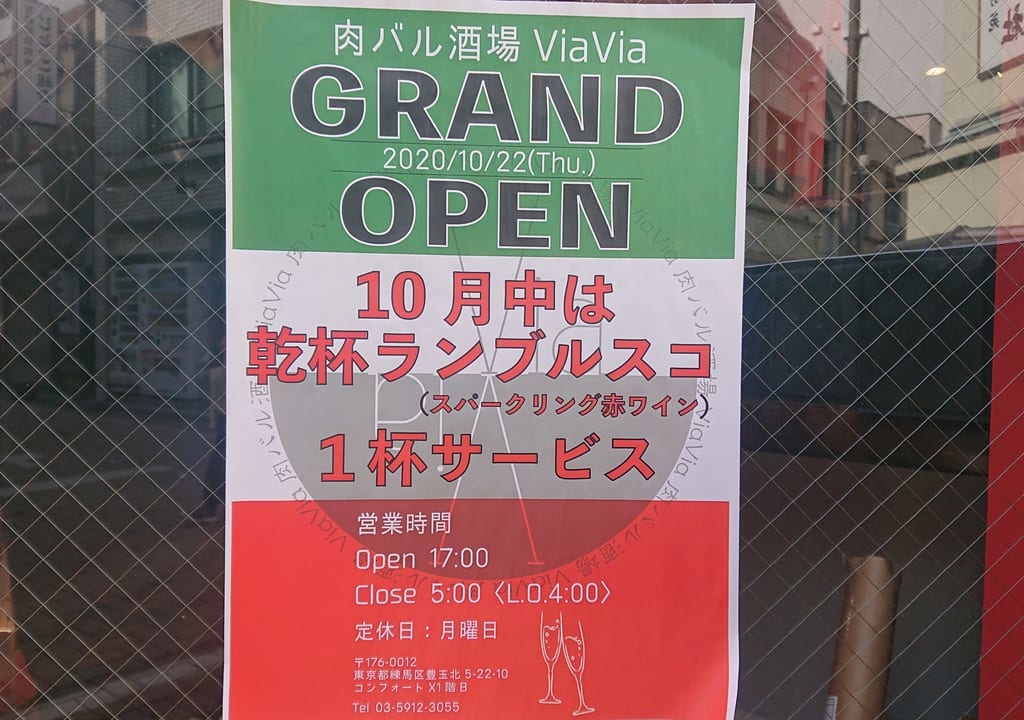 肉バル酒場 ViaVia
GRAND
2020/10/22(Thu.)
OPEN
10月中は
乾杯ランブルスコ
(スパークリング赤ワイン)
1杯サービス
営業時間
Open 17:00
Close 5:00〈L.O.4:00〉
定休日：月曜日
〒176-0012
東京都練馬区豊玉北 5-22-10
コンフォート X1階 B
Tel 03-5912-3055